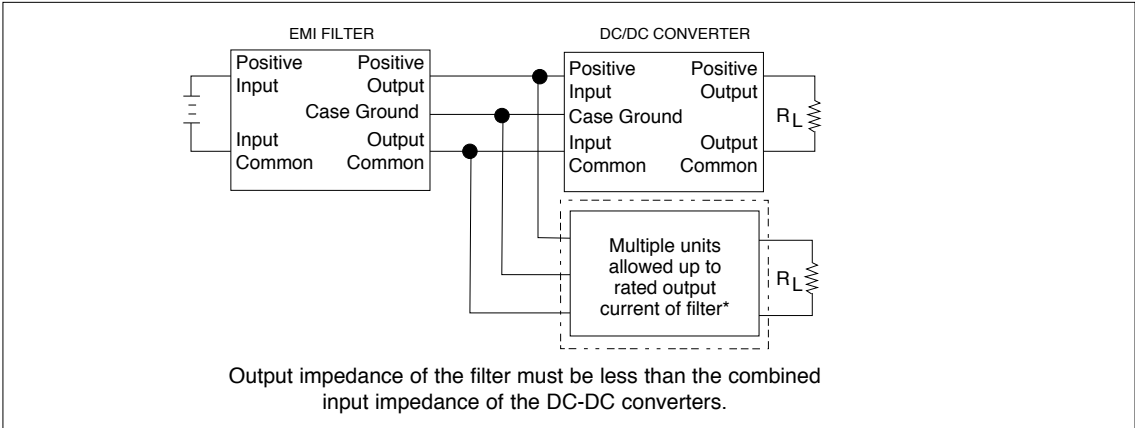 EMI FILTER
DC/DC CONVERTER
Positive Input
Positive Output
Case Ground
Input Common
Output Common
Positive Input
Positive Output
Case Ground
Input Common
Output Common
RL
Multiple units
allowed up to
rated output
current of filter*
RL
Output impedance of the filter must be less than the combined
input impedance of the DC-DC converters.